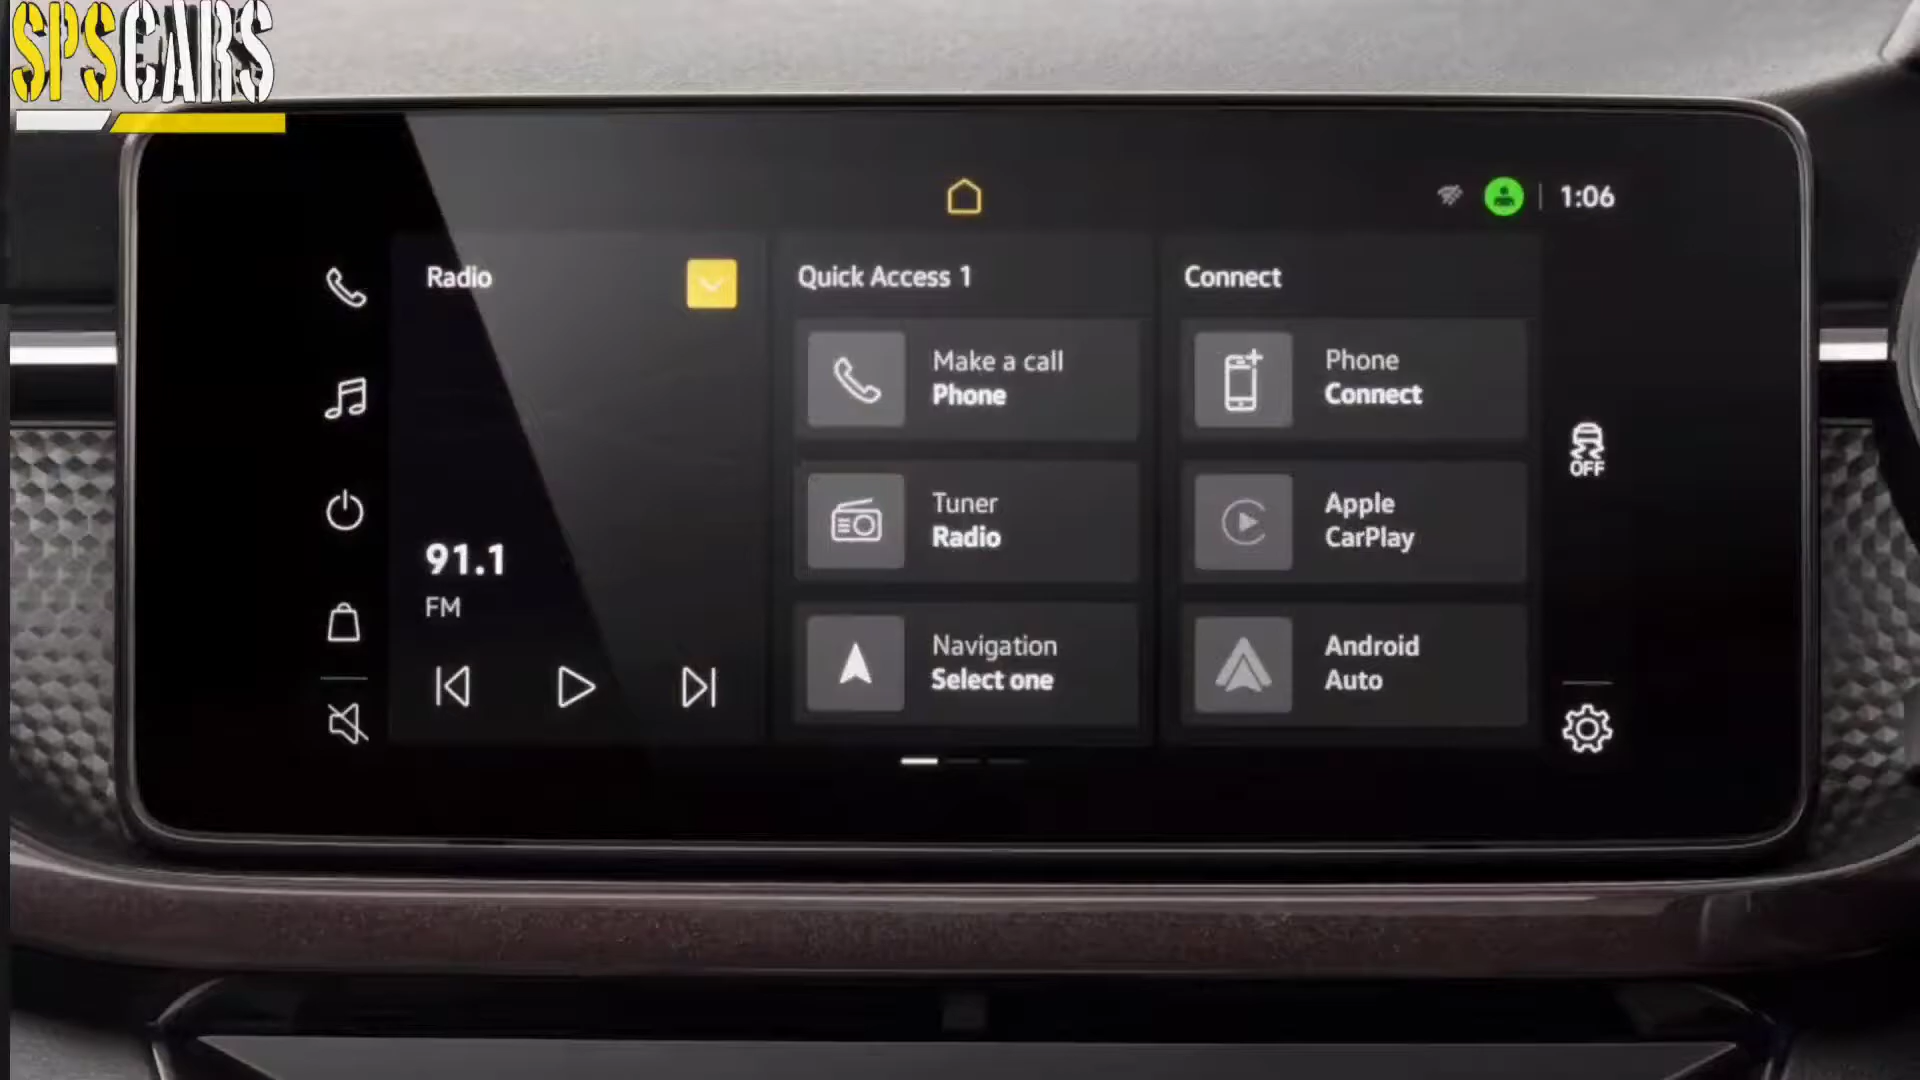 SPSCARS
1:06
Radio
91.1
FM
Quick Access 1
Make a call
Phone
Tuner
Radio
Navigation
Select one
Connect
Phone
Connect
Apple
CarPlay
Android
Auto
OFF